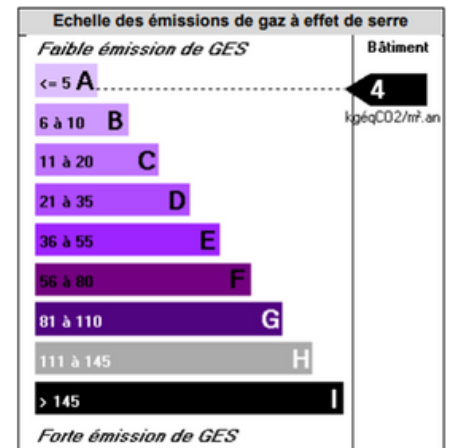 Echelle des émissions de gaz à effet de serre
Faible émission de GES
Bâtiment
<= 5 A
4
kgéqCO2/m².an
6 à 10 B
11 à 20 C
21 à 35 D
36 à 55 E
56 à 80 F
81 à 110 G
111 à 145 H
> 145 I
Forte émission de GES